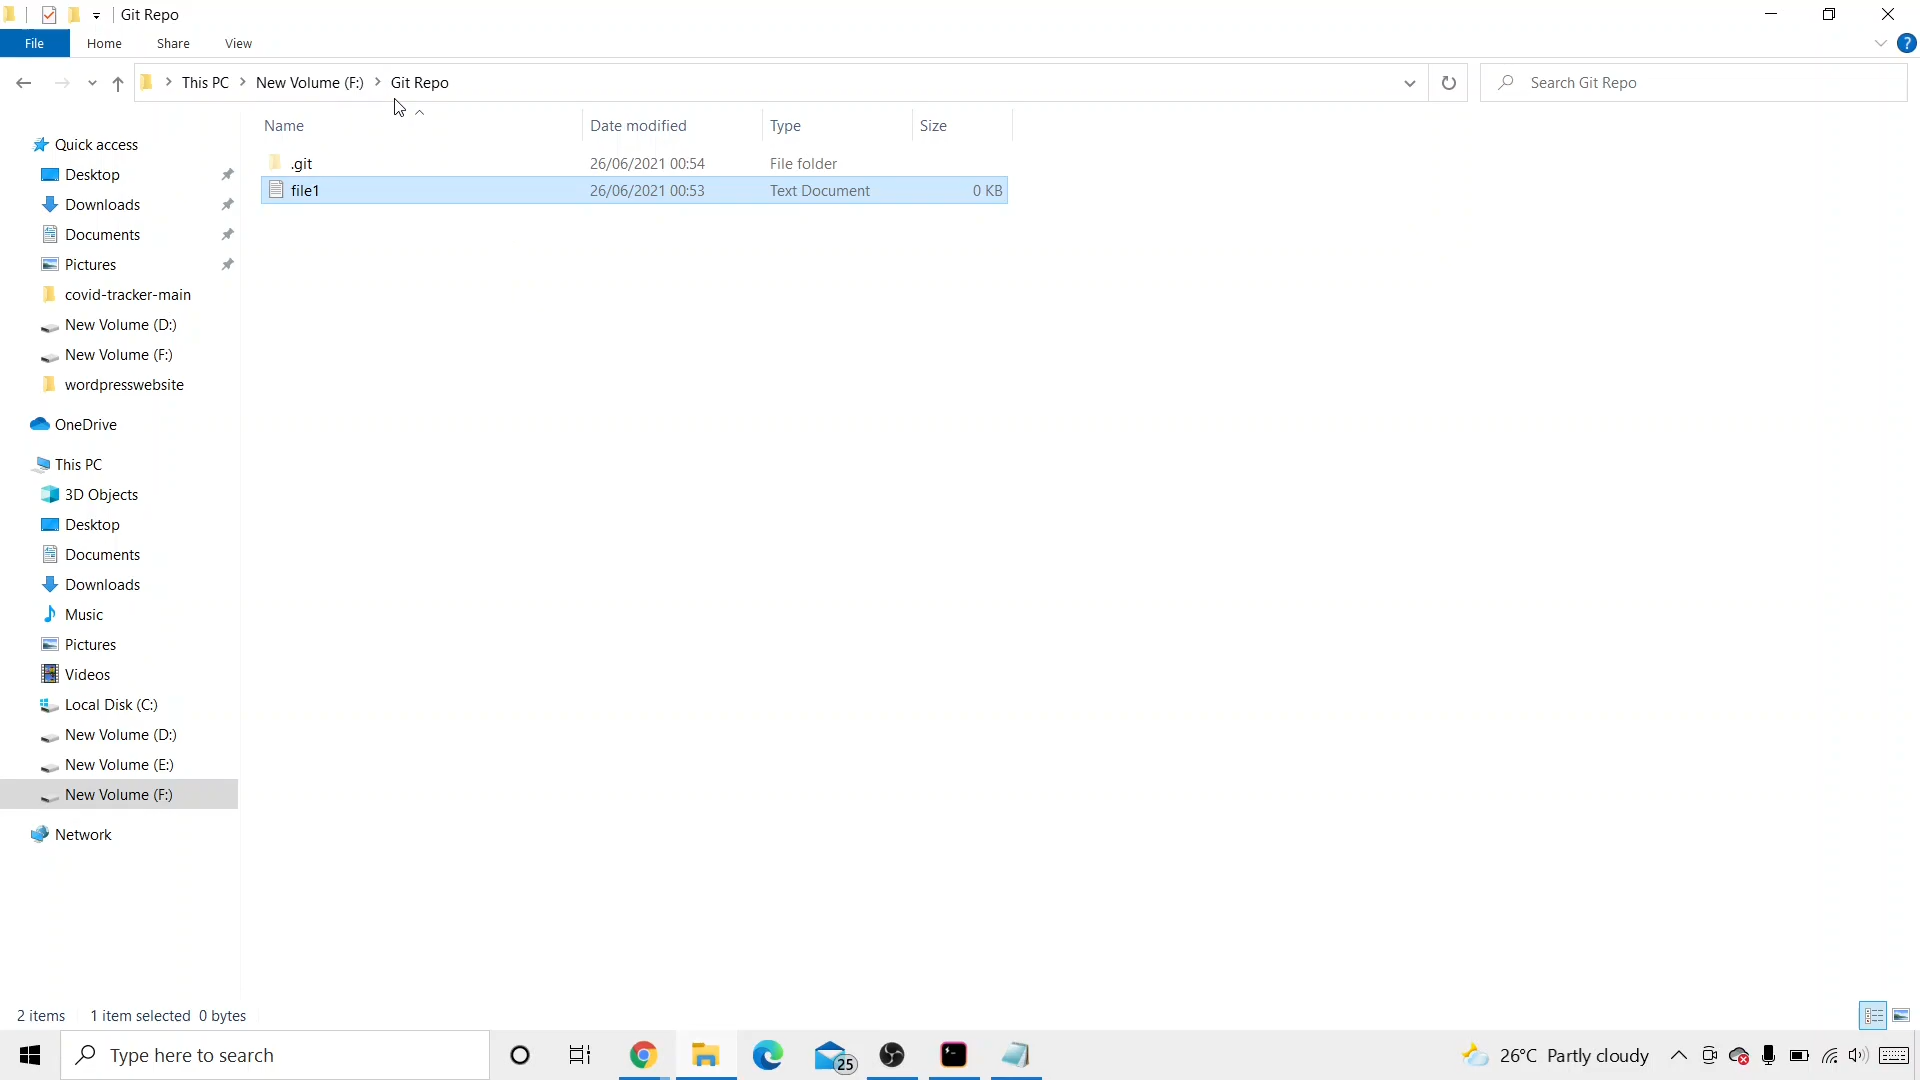 Git Repo
File Home Share View
This PC New Volume (F:) Git Repo Search Git Repo
Name Date modified Type Size
.git 26/06/2021 00:54 File folder
file1 26/06/2021 00:53 Text Document 0 KB
Quick access
Desktop
Downloads
Documents
Pictures
covid-tracker-main
New Volume (D:)
New Volume (F:)
wordpresswebsite
OneDrive
This PC
3D Objects
Desktop
Documents
Downloads
Music
Pictures
Videos
Local Disk (C:)
New Volume (D:)
New Volume (E:)
New Volume (F:)
Network
2 items 1 item selected 0 bytes
Type here to search 25 26°C Partly cloudy